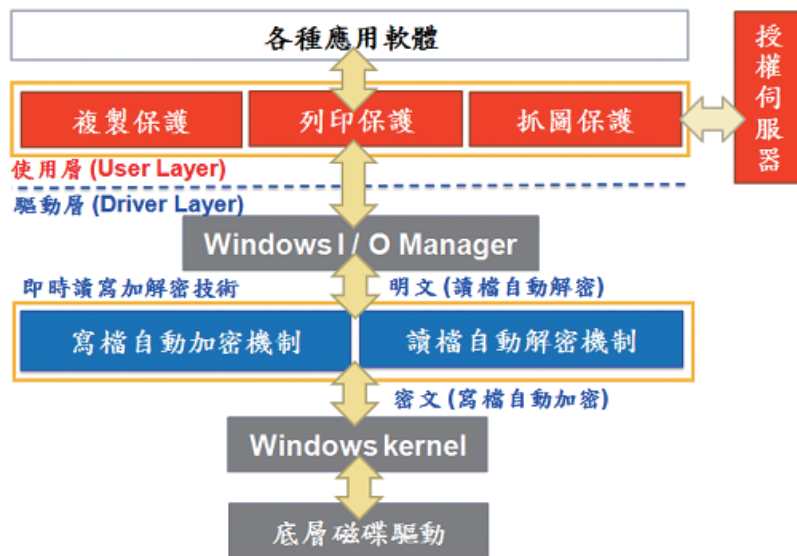 各種應用軟體
複製保護
列印保護
抓圖保護
授權伺服器
使用層 (User Layer)
驅動層 (Driver Layer)
Windows I / O Manager
即時讀寫加解密技術
明文 (讀檔自動解密)
寫檔自動加密機制
讀檔自動解密機制
密文 (寫檔自動加密)
Windows kernel
底層磁碟驅動